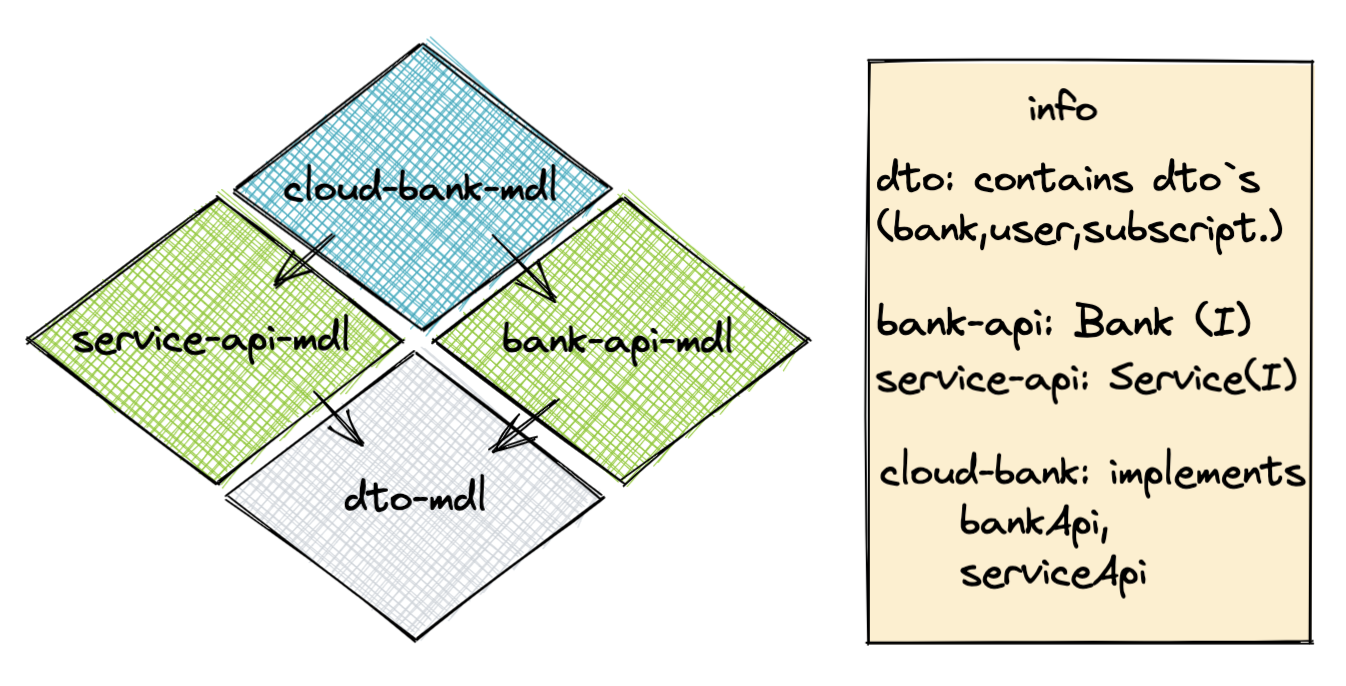 cloud-bank-mdl
service-api-mdl
bank-api-mdl
dto-mdl
info
dto: contains dto`s
(bank,user,subscript.)
bank-api: Bank (I)
service-api: Service(I)
cloud-bank: implements
bankApi,
serviceApi